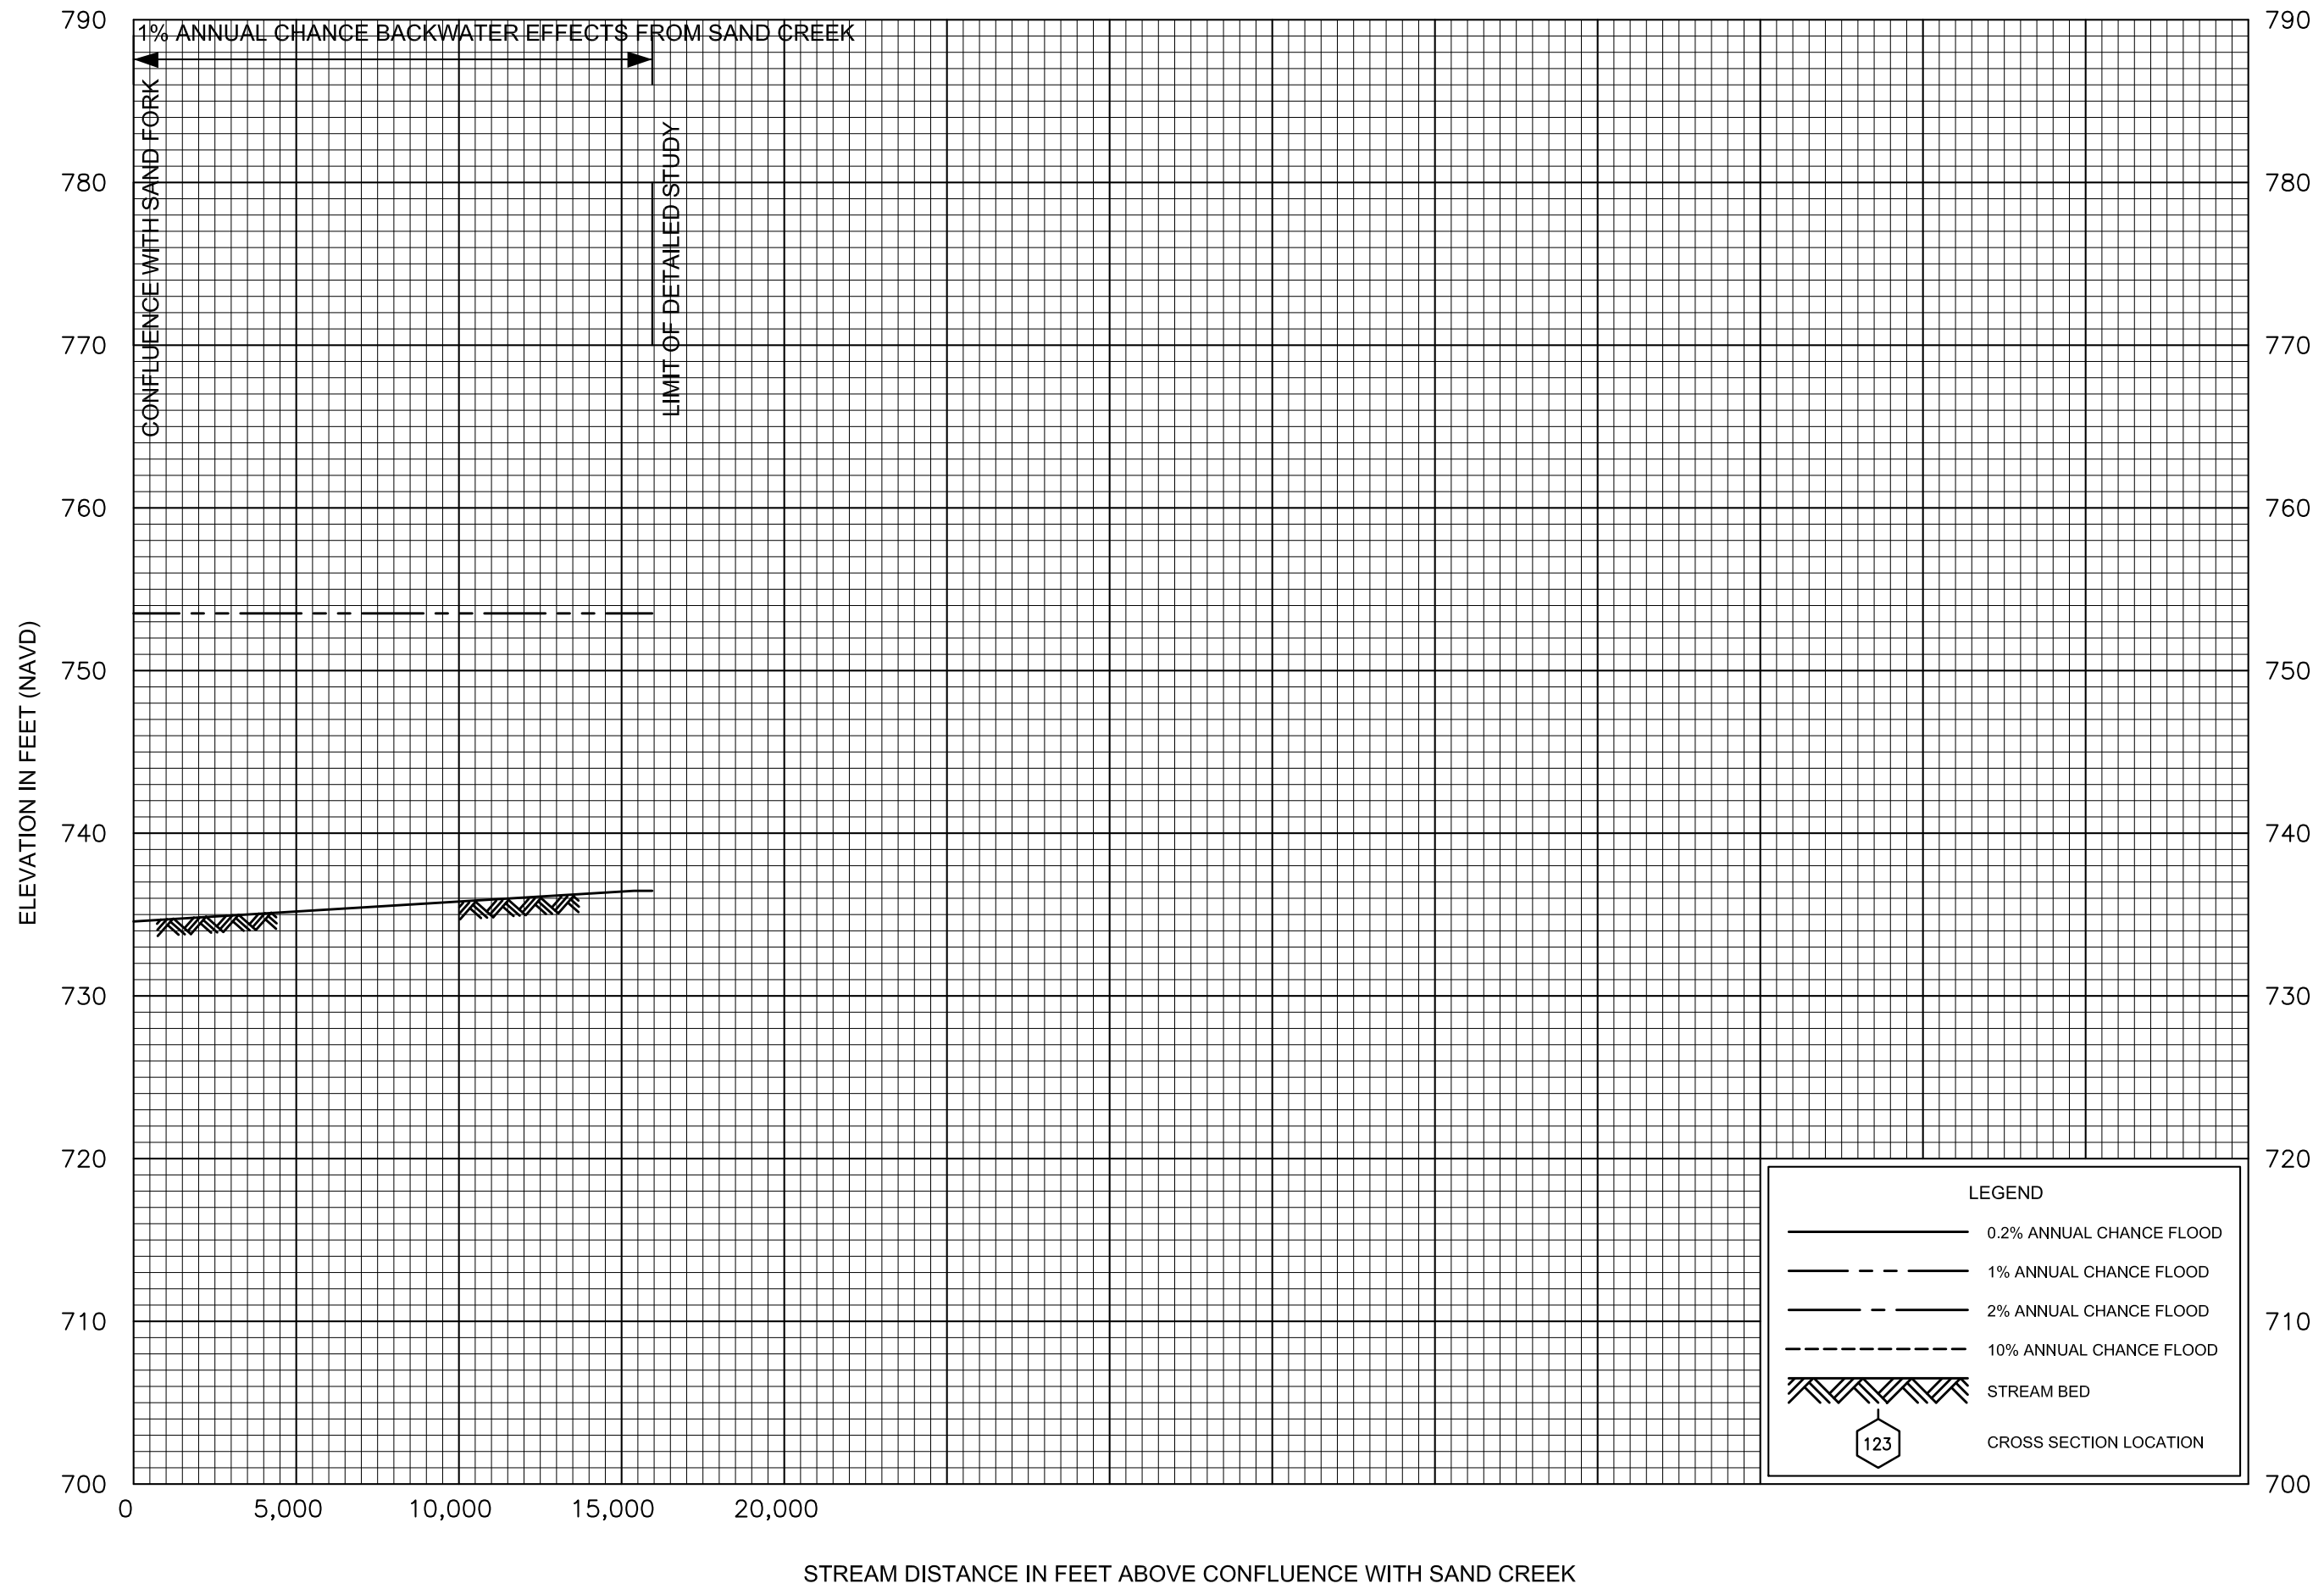 1% ANNUAL CHANCE BACKWATER EFFECTS FROM SAND CREEK
CONFLUENCE WITH SAND FORK
LIMIT OF DETAILED STUDY
ELEVATION IN FEET (NAVD)
790
780
770
760
750
740
730
720
710
700
790
780
770
760
750
740
730
720
710
700
LEGEND
0.2% ANNUAL CHANCE FLOOD
1% ANNUAL CHANCE FLOOD
2% ANNUAL CHANCE FLOOD
10% ANNUAL CHANCE FLOOD
STREAM BED
123
CROSS SECTION LOCATION
0 5,000 10,000 15,000 20,000
STREAM DISTANCE IN FEET ABOVE CONFLUENCE WITH SAND CREEK